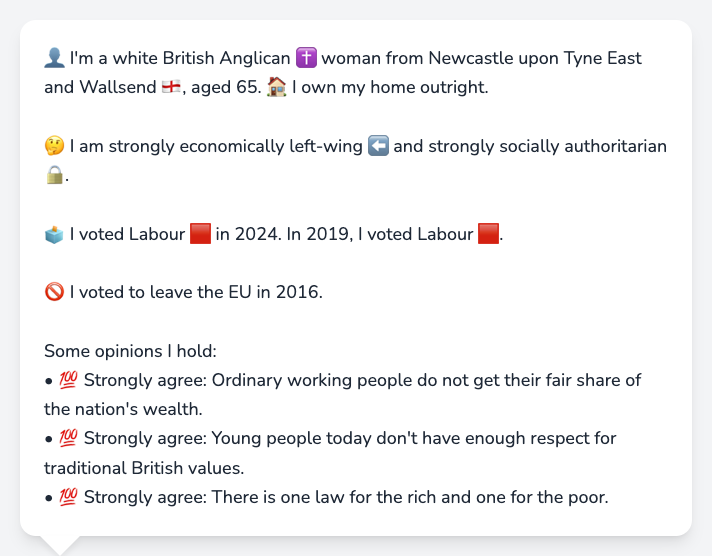 👤 I'm a white British Anglican ✝️ woman from Newcastle upon Tyne East
and Wallsend 🏴󠁧󠁢󠁥󠁮󠁧󠁿, aged 65. 🏠 I own my home outright.
🤔 I am strongly economically left-wing ⬅️ and strongly socially authoritarian
🔒.
🗳️ I voted Labour 🟥 in 2024. In 2019, I voted Labour 🟥.
🚫 I voted to leave the EU in 2016.
Some opinions I hold:
• 💯 Strongly agree: Ordinary working people do not get their fair share of
the nation's wealth.
• 💯 Strongly agree: Young people today don't have enough respect for
traditional British values.
• 💯 Strongly agree: There is one law for the rich and one for the poor.